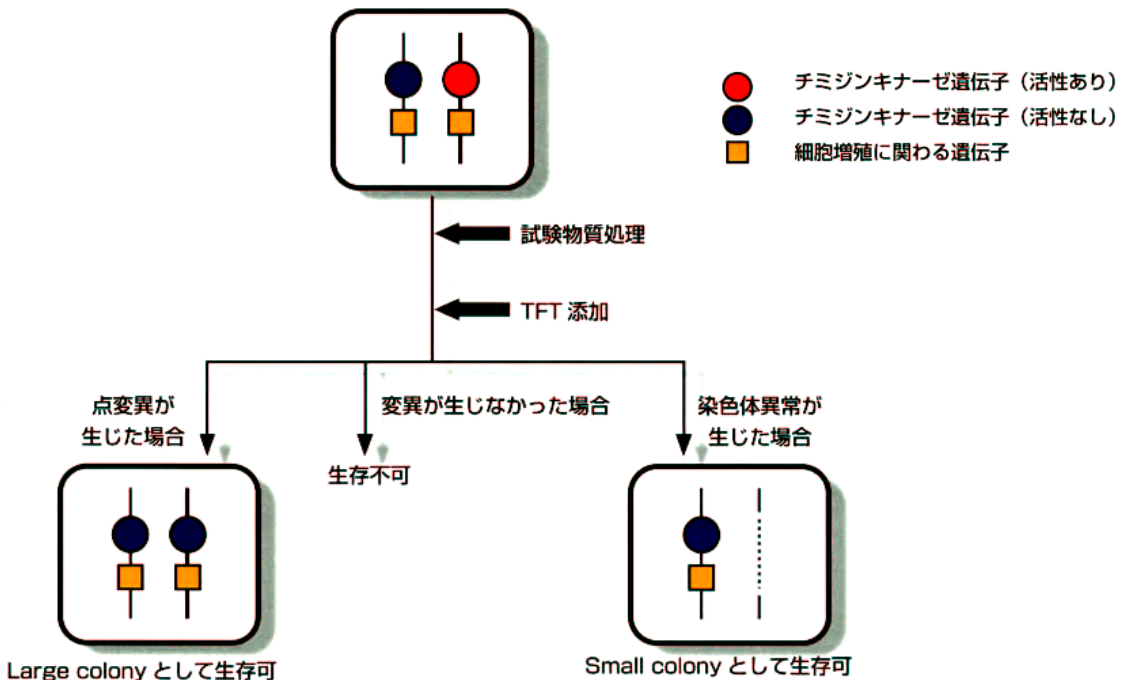 チミジンキナーゼ遺伝子（活性あり）
チミジンキナーゼ遺伝子（活性なし）
細胞増殖に関わる遺伝子
試験物質処理
TFT 添加
点変異が
生じた場合
変異が生じなかった場合
染色体異常が
生じた場合
生存不可
Large colony として生存可
Small colony として生存可